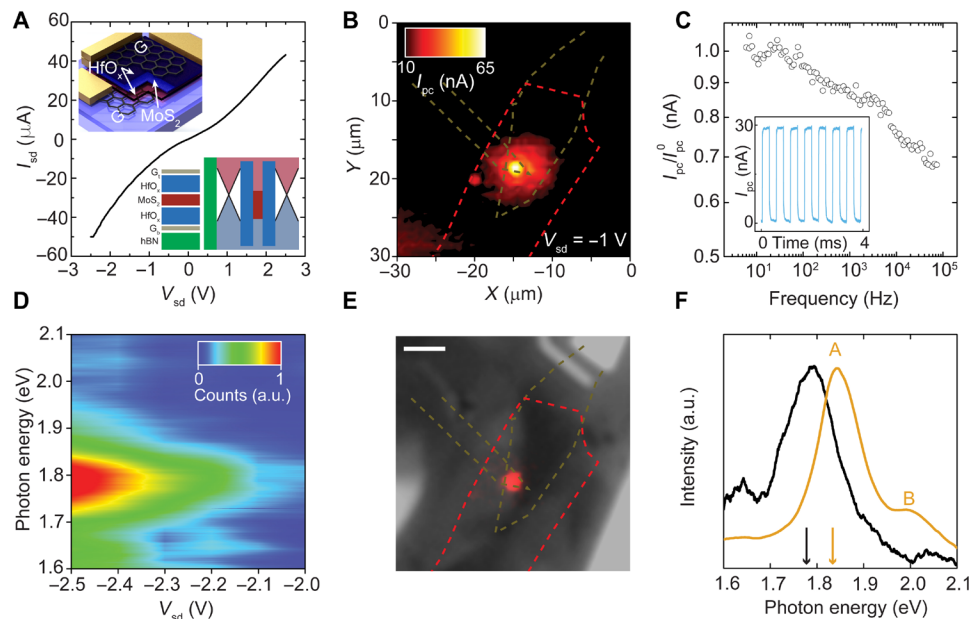 A
60
40
20
0
−20
−40
−60
I_sd (μA)
−3 −2 −1 0 1 2 3
V_sd (V)
G
HfO_x
G
MoS_2
HfO_x
MoS_2
HfO_x
hBN
B
10 65
I_pc (nA)
0
10
20
30
Y (μm)
V_sd = −1 V
−30 −20 −10 0
X (μm)
C
1.0
0.9
0.8
0.7
0.6
0.5
I_pc/I_pc^0 (nA)
10^1 10^2 10^3 10^4 10^5
Frequency (Hz)
30
0
I_pc (nA)
0 Time (ms) 4
D
2.1
2.0
1.9
1.8
1.7
1.6
Photon energy (eV)
0 1
Counts (a.u.)
−2.5 −2.4 −2.3 −2.2 −2.1 −2.0
V_sd (V)
E
F
A
B
Intensity (a.u.)
1.6 1.7 1.8 1.9 2.0 2.1
Photon energy (eV)